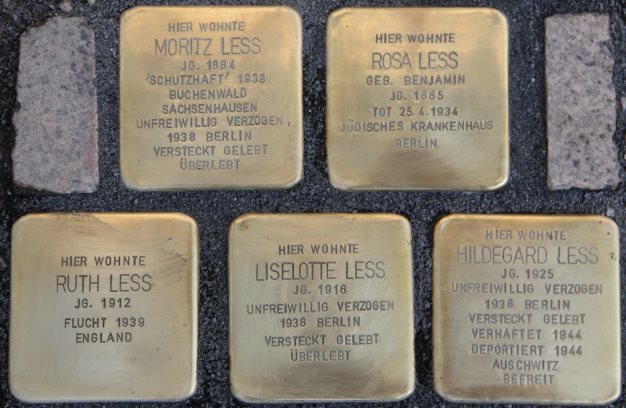 HIER WOHNTE
MORITZ LESS
JG. 1884
'SCHUTZHAFT' 1938
BUCHENWALD
SACHSENHAUSEN
UNFREIWILLIG VERZOGEN
1938 BERLIN
VERSTECKT GELEBT
ÜBERLEBT
HIER WOHNTE
ROSA LESS
GEB. BENJAMIN
JG. 1885
TOT 25.4.1934
JÜDISCHES KRANKENHAUS
BERLIN
HIER WOHNTE
RUTH LESS
JG. 1912
FLUCHT 1939
ENGLAND
HIER WOHNTE
LISELOTTE LESS
JG. 1916
UNFREIWILLIG VERZOGEN
1938 BERLIN
VERSTECKT GELEBT
ÜBERLEBT
HIER WOHNTE
HILDEGARD LESS
JG. 1925
UNFREIWILLIG VERZOGEN
1938 BERLIN
VERSTECKT GELEBT
VERHAFTET 1944
DEPORTIERT 1944
AUSCHWITZ
BEFREIT